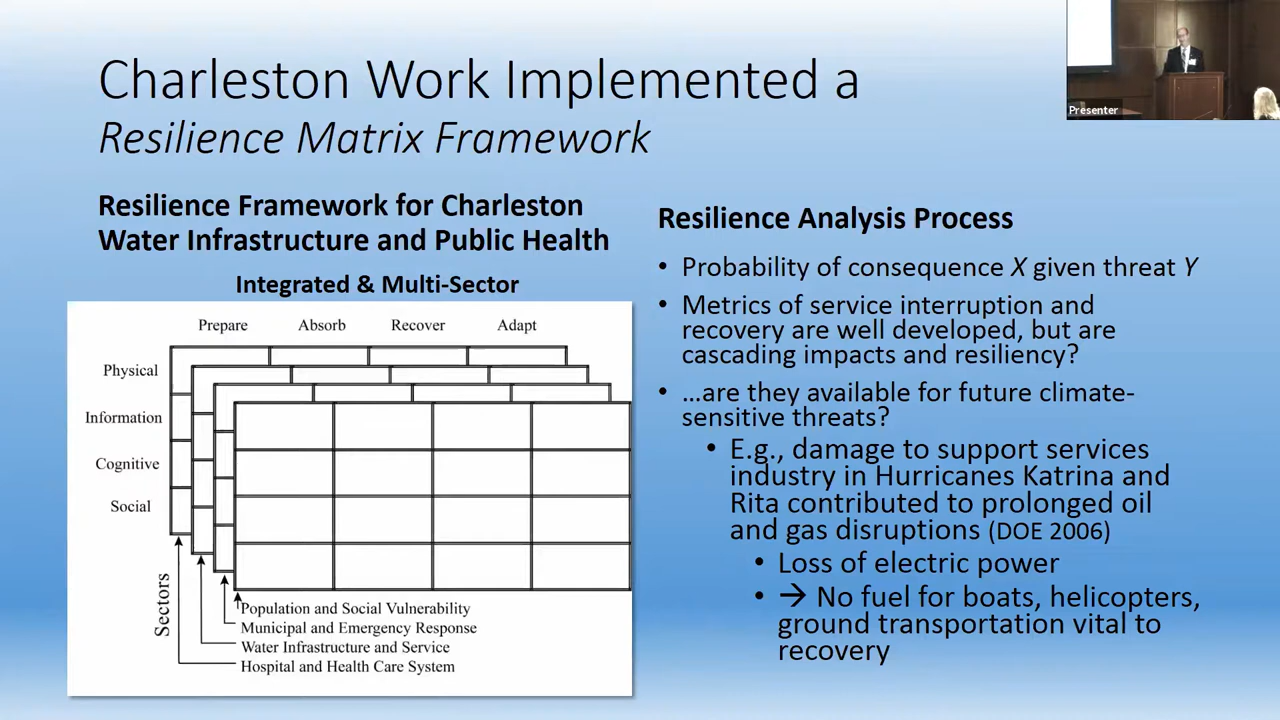 Charleston Work Implemented a
Resilience Matrix Framework
Presenter
Resilience Framework for Charleston
Water Infrastructure and Public Health
Integrated & Multi-Sector
Prepare Absorb Recover Adapt
Physical
Information
Cognitive
Social
Sectors
Population and Social Vulnerability
Municipal and Emergency Response
Water Infrastructure and Service
Hospital and Health Care System
Resilience Analysis Process
• Probability of consequence X given threat Y
• Metrics of service interruption and
recovery are well developed, but are
cascading impacts and resiliency?
• …are they available for future climate-
sensitive threats?
• E.g., damage to support services
industry in Hurricanes Katrina and
Rita contributed to prolonged oil
and gas disruptions (DOE 2006)
• Loss of electric power
• → No fuel for boats, helicopters,
ground transportation vital to
recovery